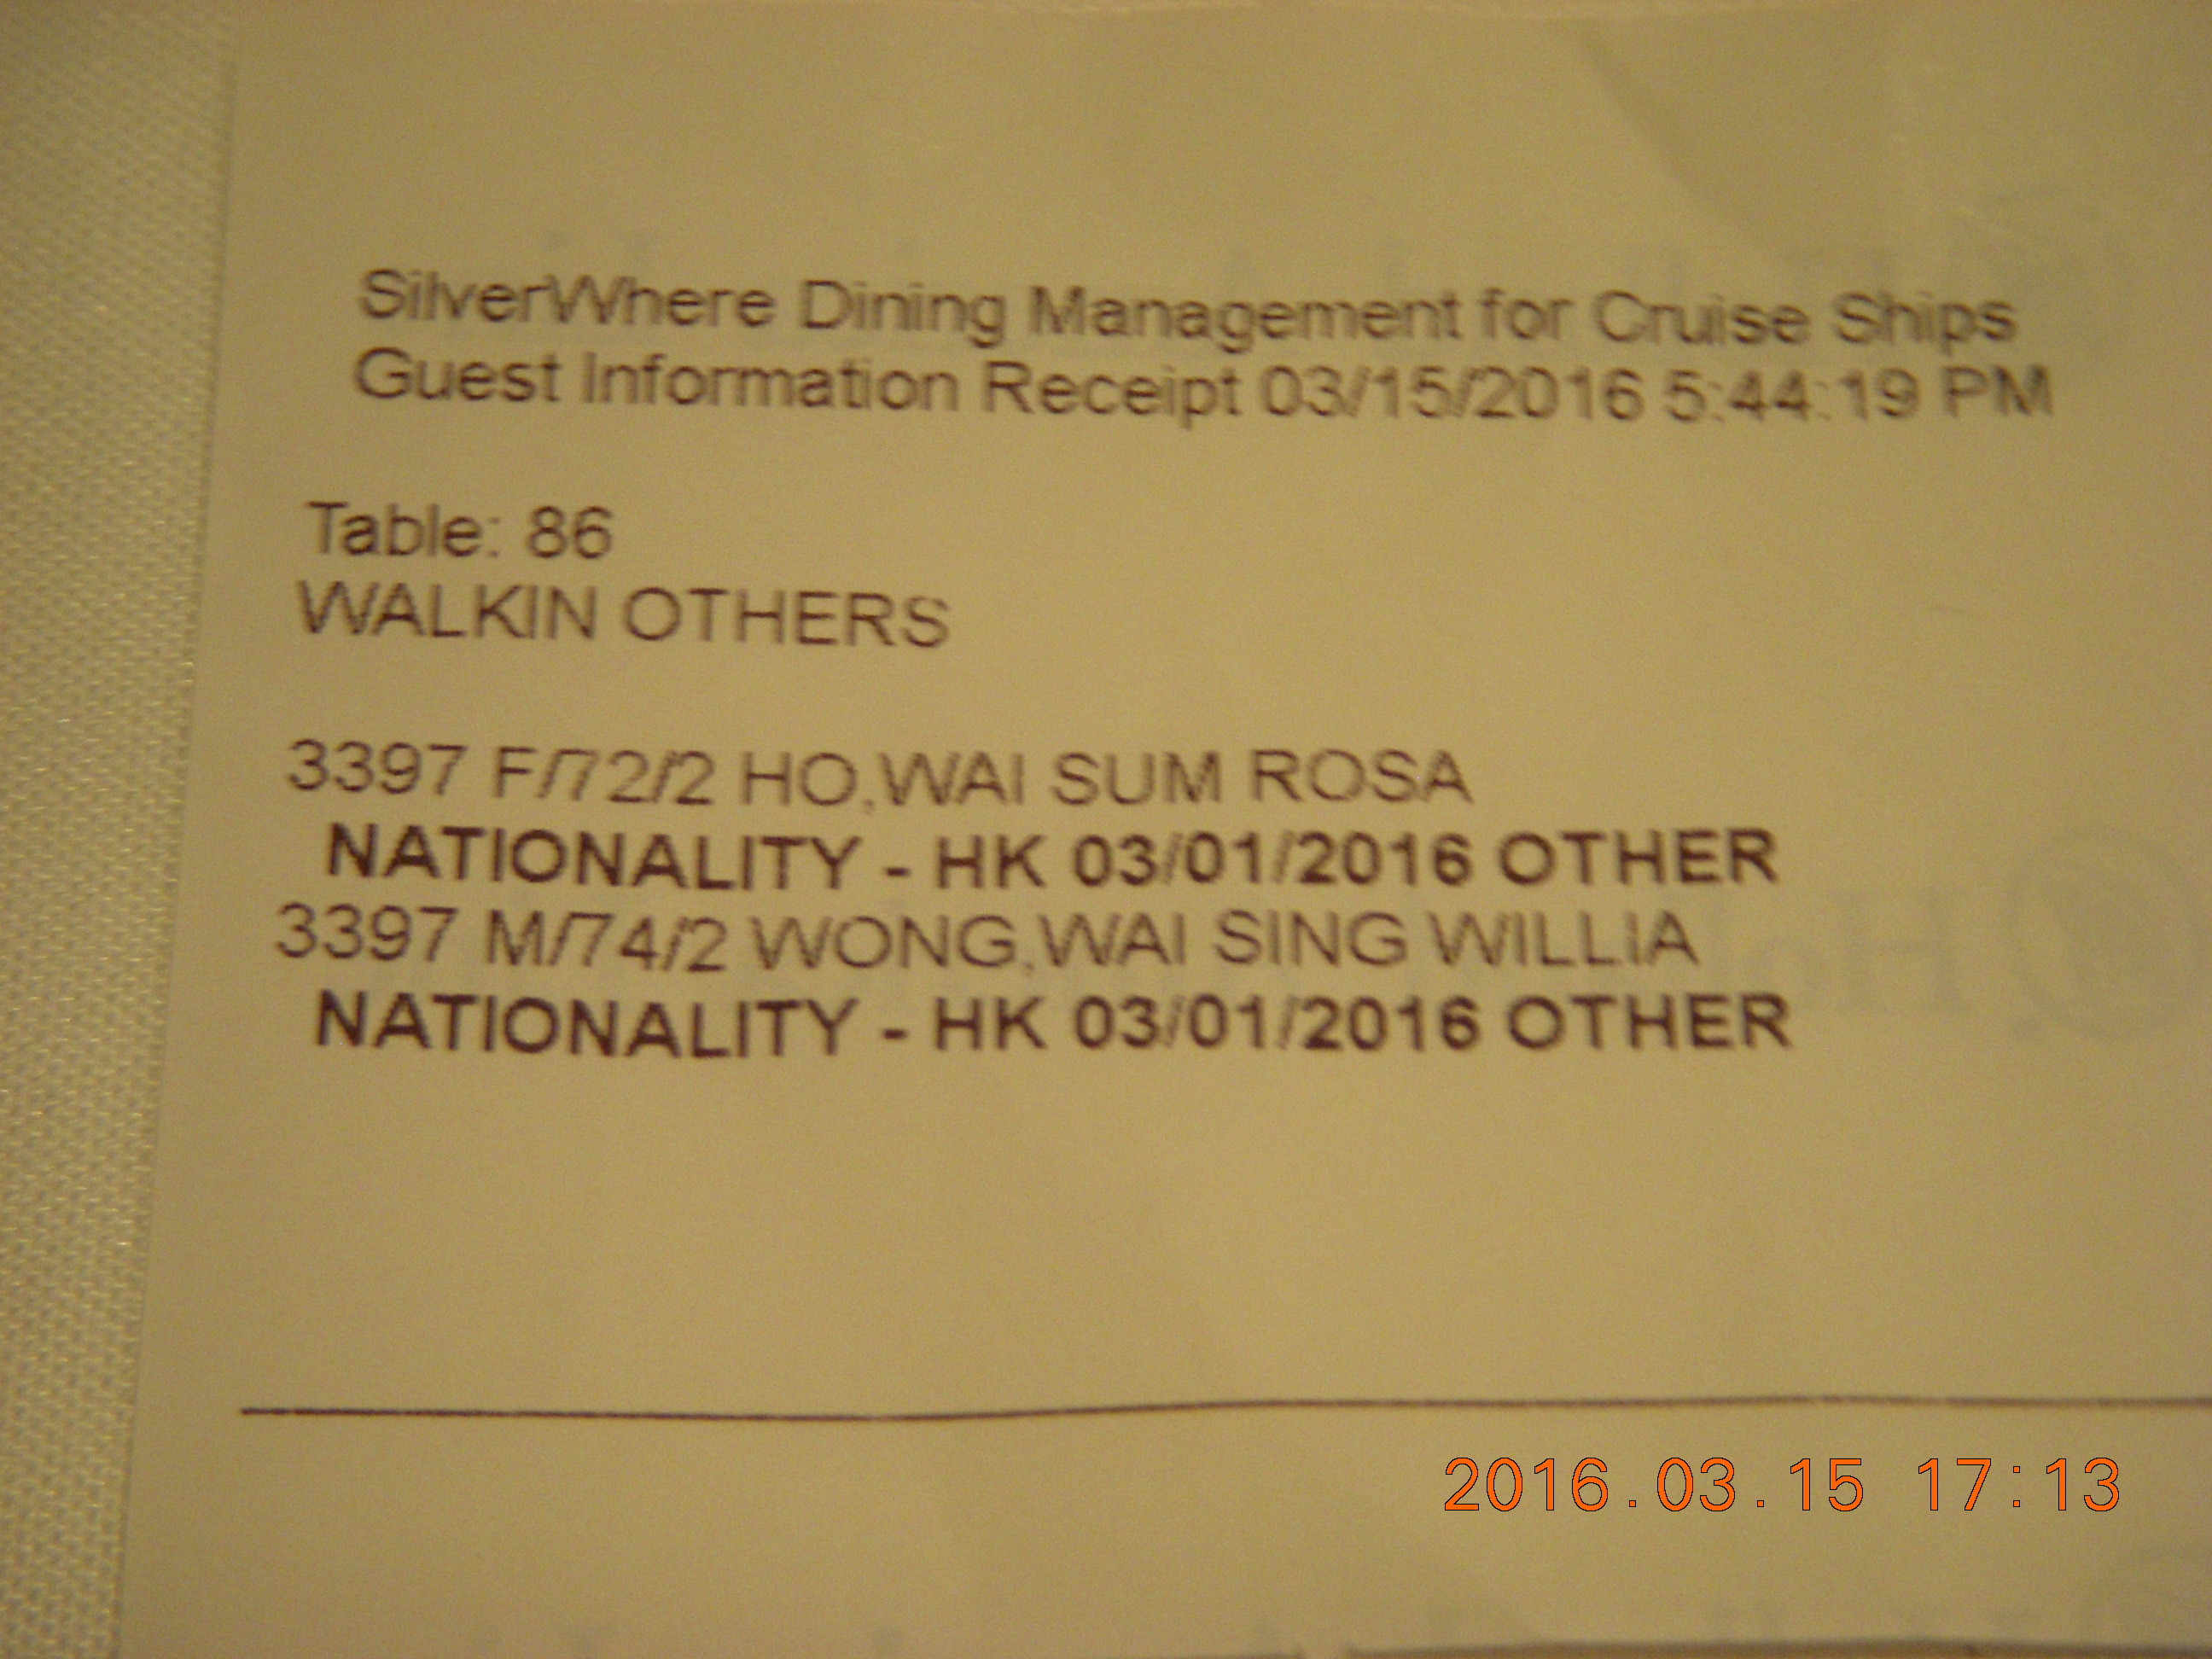 SilverWhere Dining Management for Cruise Ships
Guest Information Receipt 03/15/2016 5:44:19 PM
Table: 86
WALKIN OTHERS
3397 F/72/2 HO,WAI SUM ROSA
NATIONALITY - HK 03/01/2016 OTHER
3397 M/74/2 WONG,WAI SING WILLIA
NATIONALITY - HK 03/01/2016 OTHER
2016.03.15 17:13